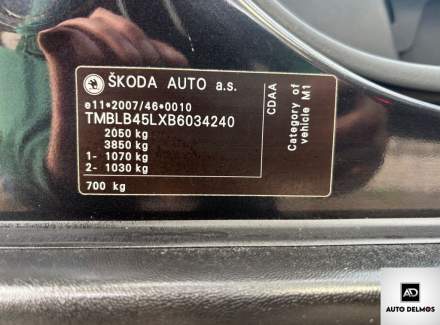 ŠKODA AUTO a.s.
e11*2007/46*0010
TMBLB45LXB6034240
2050 kg
3850 kg
1- 1070 kg
2- 1030 kg
700 kg
CDAA
Category of
vehicle M1
AD
AUTO DELMOS